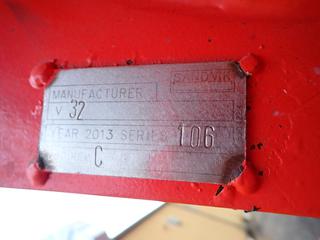 SANDVIK
MANUFACTURER
V 32
YEAR 2013 SERIES 106
C